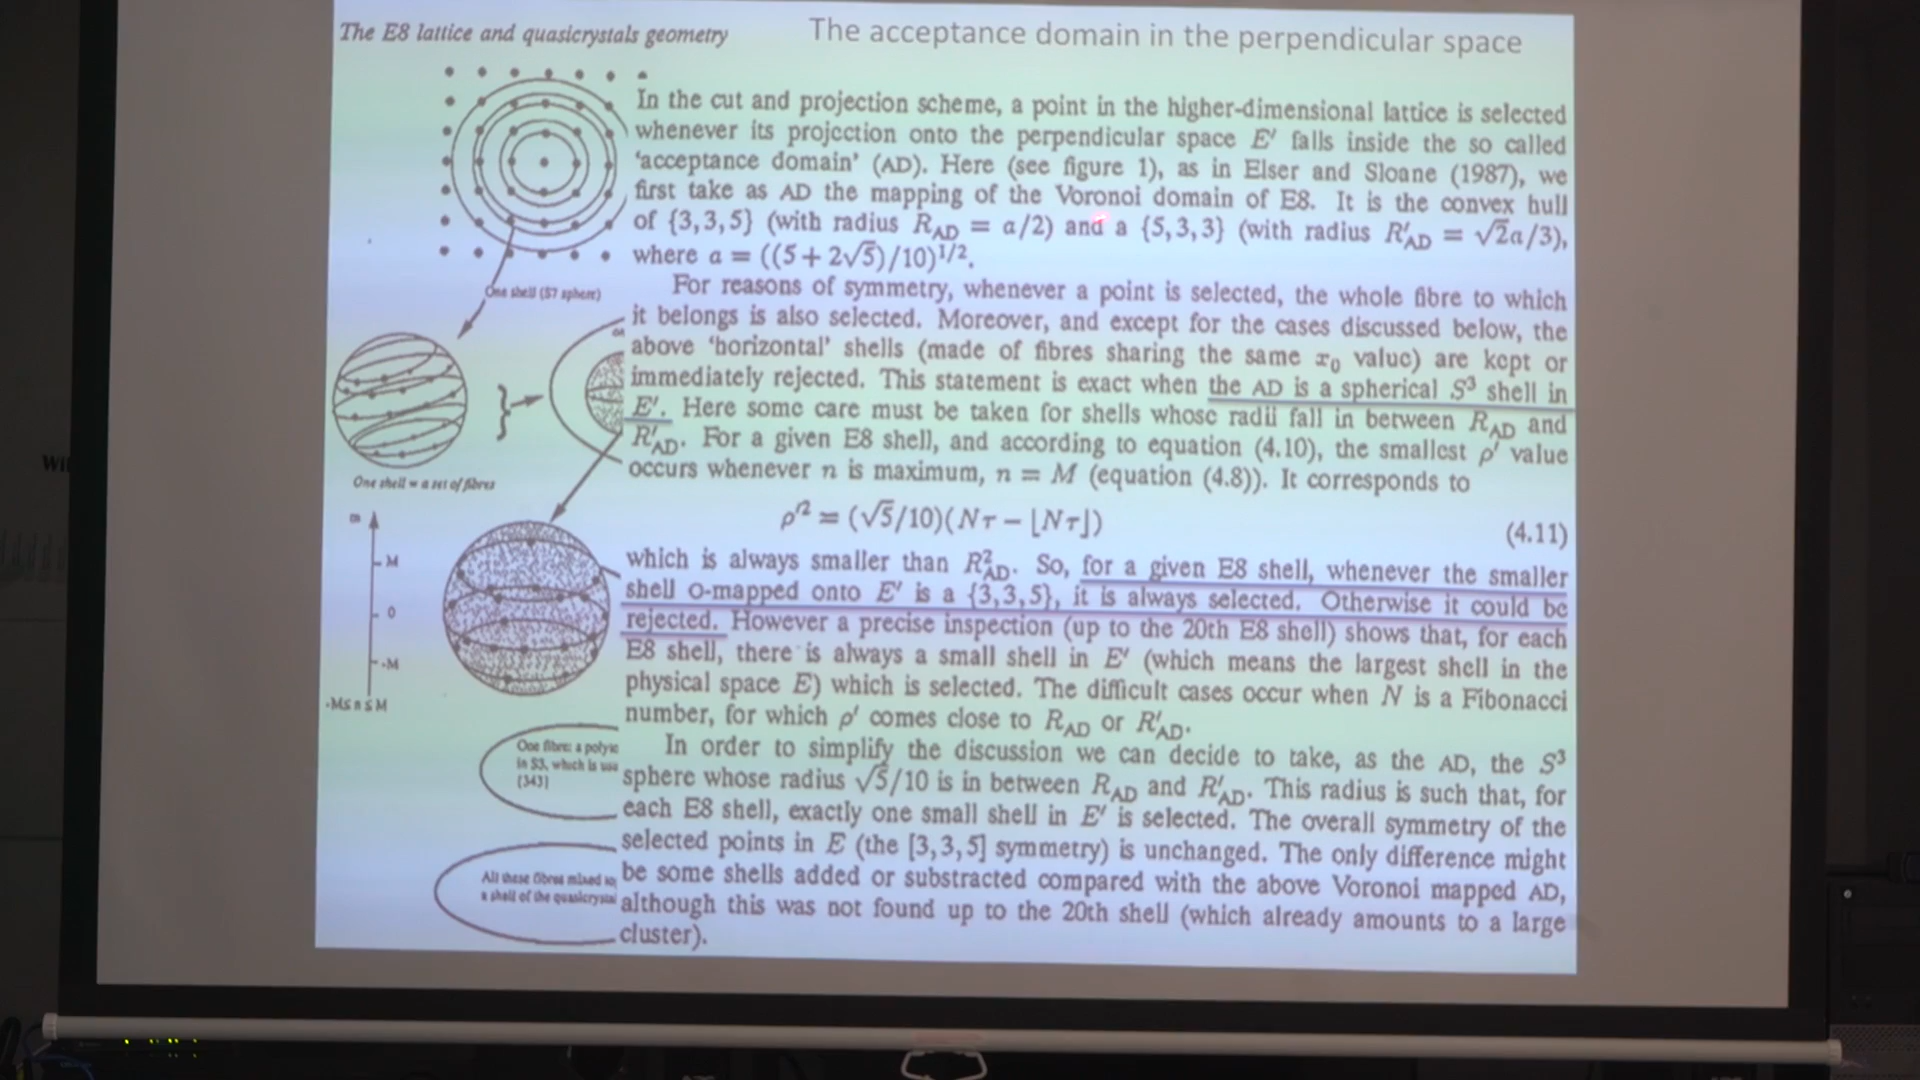 The E8 lattice and quasicrystals geometry
The acceptance domain in the perpendicular space
In the cut and projection scheme, a point in the higher-dimensional lattice is selected
whenever its projection onto the perpendicular space E′ falls inside the so called
'acceptance domain' (AD). Here (see figure 1), as in Elser and Sloane (1987), we
first take as AD the mapping of the Voronoi domain of E8. It is the convex hull
of {3,3,5} (with radius R_AD = a/2) and a {5,3,3} (with radius R′_AD = √2a/3),
where a = ((5+2√5)/10)^1/2.
For reasons of symmetry, whenever a point is selected, the whole fibre to which
it belongs is also selected. Moreover, and except for the cases discussed below, the
above 'horizontal' shells (made of fibres sharing the same x₀ value) are kept or
immediately rejected. This statement is exact when the AD is a spherical S³ shell in
E′. Here some care must be taken for shells whose radii fall in between R_AD and
R′_AD. For a given E8 shell, and according to equation (4.10), the smallest ρ′ value
occurs whenever n is maximum, n = M (equation (4.8)). It corresponds to
ρ′² = (√5/10)(Nτ − ⌊Nτ⌋)
(4.11)
which is always smaller than R²_AD. So, for a given E8 shell, whenever the smaller
shell o-mapped onto E′ is a {3,3,5}, it is always selected. Otherwise it could be
rejected. However a precise inspection (up to the 20th E8 shell) shows that, for each
E8 shell, there is always a small shell in E′ (which means the largest shell in the
physical space E) which is selected. The difficult cases occur when N is a Fibonacci
number, for which ρ′ comes close to R_AD or R′_AD.
In order to simplify the discussion we can decide to take, as the AD, the S³
sphere whose radius √5/10 is in between R_AD and R′_AD. This radius is such that, for
each E8 shell, exactly one small shell in E′ is selected. The overall symmetry of the
selected points in E (the [3,3,5] symmetry) is unchanged. The only difference might
be some shells added or substracted compared with the above Voronoi mapped AD,
although this was not found up to the 20th shell (which already amounts to a large
cluster).
One shell (S7 sphere)
One shell = a set of fibres
M
0
-M
-M≤n≤M
One fibre: a polyto
in S3, which is
All these fibres mixed
a shell of the quasicrystal